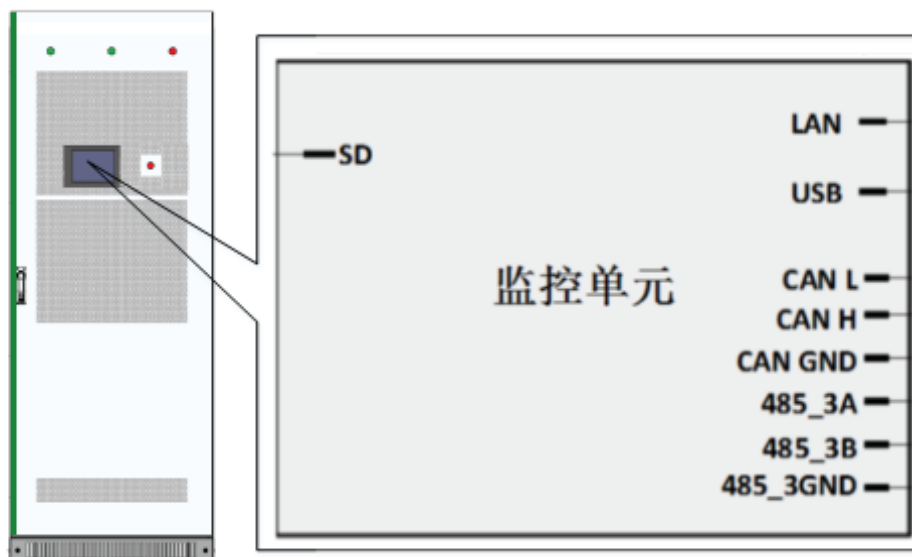 LAN
SD
USB
监控单元
CAN L
CAN H
CAN GND
485_3A
485_3B
485_3GND